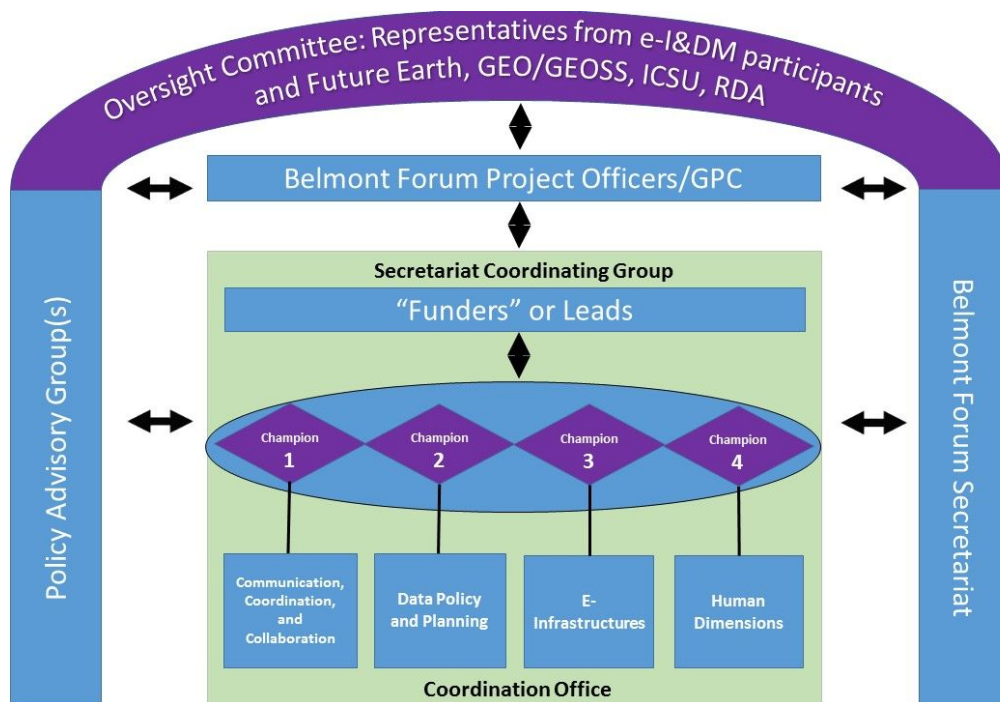 Oversight Committee: Representatives from e-I&DM participants
and Future Earth, GEO/GEOSS, ICSU, RDA
Belmont Forum Project Officers/GPC
Policy Advisory Group(s)
Belmont Forum Secretariat
Secretariat Coordinating Group
“Funders” or Leads
Champion
1
Champion
2
Champion
3
Champion
4
Communication,
Coordination,
and
Collaboration
Data Policy
and Planning
E-
Infrastructures
Human
Dimensions
Coordination Office